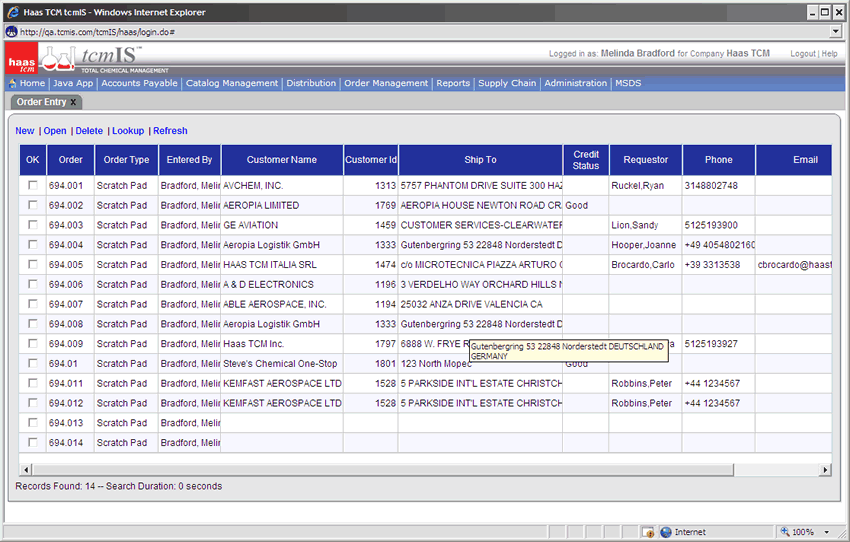 Haas TCM tcmIS - Windows Internet Explorer
http://qa.tcmis.com/tcmIS/haas/login.do#
haas tcm tcmIS™ TOTAL CHEMICAL MANAGEMENT
Logged in as: Melinda Bradford for Company Haas TCM Logout | Help
Home | Java App | Accounts Payable | Catalog Management | Distribution | Order Management | Reports | Supply Chain | Administration | MSDS
Order Entry X
New | Open | Delete | Lookup | Refresh
OK Order Order Type Entered By Customer Name Customer Id Ship To Credit Status Requestor Phone Email
694.001 Scratch Pad Bradford, Melir AVCHEM, INC. 1313 5757 PHANTOM DRIVE SUITE 300 HAZ Ruckel,Ryan 3148802748
694.002 Scratch Pad Bradford, Melir AEROPIA LIMITED 1769 AEROPIA HOUSE NEWTON ROAD CR Good
694.003 Scratch Pad Bradford, Melir GE AVIATION 1459 CUSTOMER SERVICES-CLEARWATER Lion,Sandy 5125193900
694.004 Scratch Pad Bradford, Melir Aeropia Logistik GmbH 1333 Gutenbergring 53 22848 Norderstedt D Hooper,Joanne +49 4054802160
694.005 Scratch Pad Bradford, Melir HAAS TCM ITALIA SRL 1474 c/o MICROTECNICA PIAZZA ARTURO Brocardo,Carlo +39 3313538 cbrocardo@haast
694.006 Scratch Pad Bradford, Melir A & D ELECTRONICS 1196 3 VERDELHO WAY ORCHARD HILLS
694.007 Scratch Pad Bradford, Melir ABLE AEROSPACE, INC. 1194 25032 ANZA DRIVE VALENCIA CA
694.008 Scratch Pad Bradford, Melir Aeropia Logistik GmbH 1333 Gutenbergring 53 22848 Norderstedt D
694.009 Scratch Pad Bradford, Melir Haas TCM Inc. 1797 6888 W. FRYE R a 5125193927
Gutenbergring 53 22848 Norderstedt DEUTSCHLAND
GERMANY
694.01 Scratch Pad Bradford, Melir Steve's Chemical One-Stop 1801 123 North Mopec Good
694.011 Scratch Pad Bradford, Melir KEMFAST AEROSPACE LTD 1528 5 PARKSIDE INT'L ESTATE CHRISTCH Robbins,Peter +44 1234567
694.012 Scratch Pad Bradford, Melir KEMFAST AEROSPACE LTD 1528 5 PARKSIDE INT'L ESTATE CHRISTCH Robbins,Peter +44 1234567
694.013 Scratch Pad Bradford, Melir
694.014 Scratch Pad Bradford, Melir
Records Found: 14 -- Search Duration: 0 seconds
Internet 100%